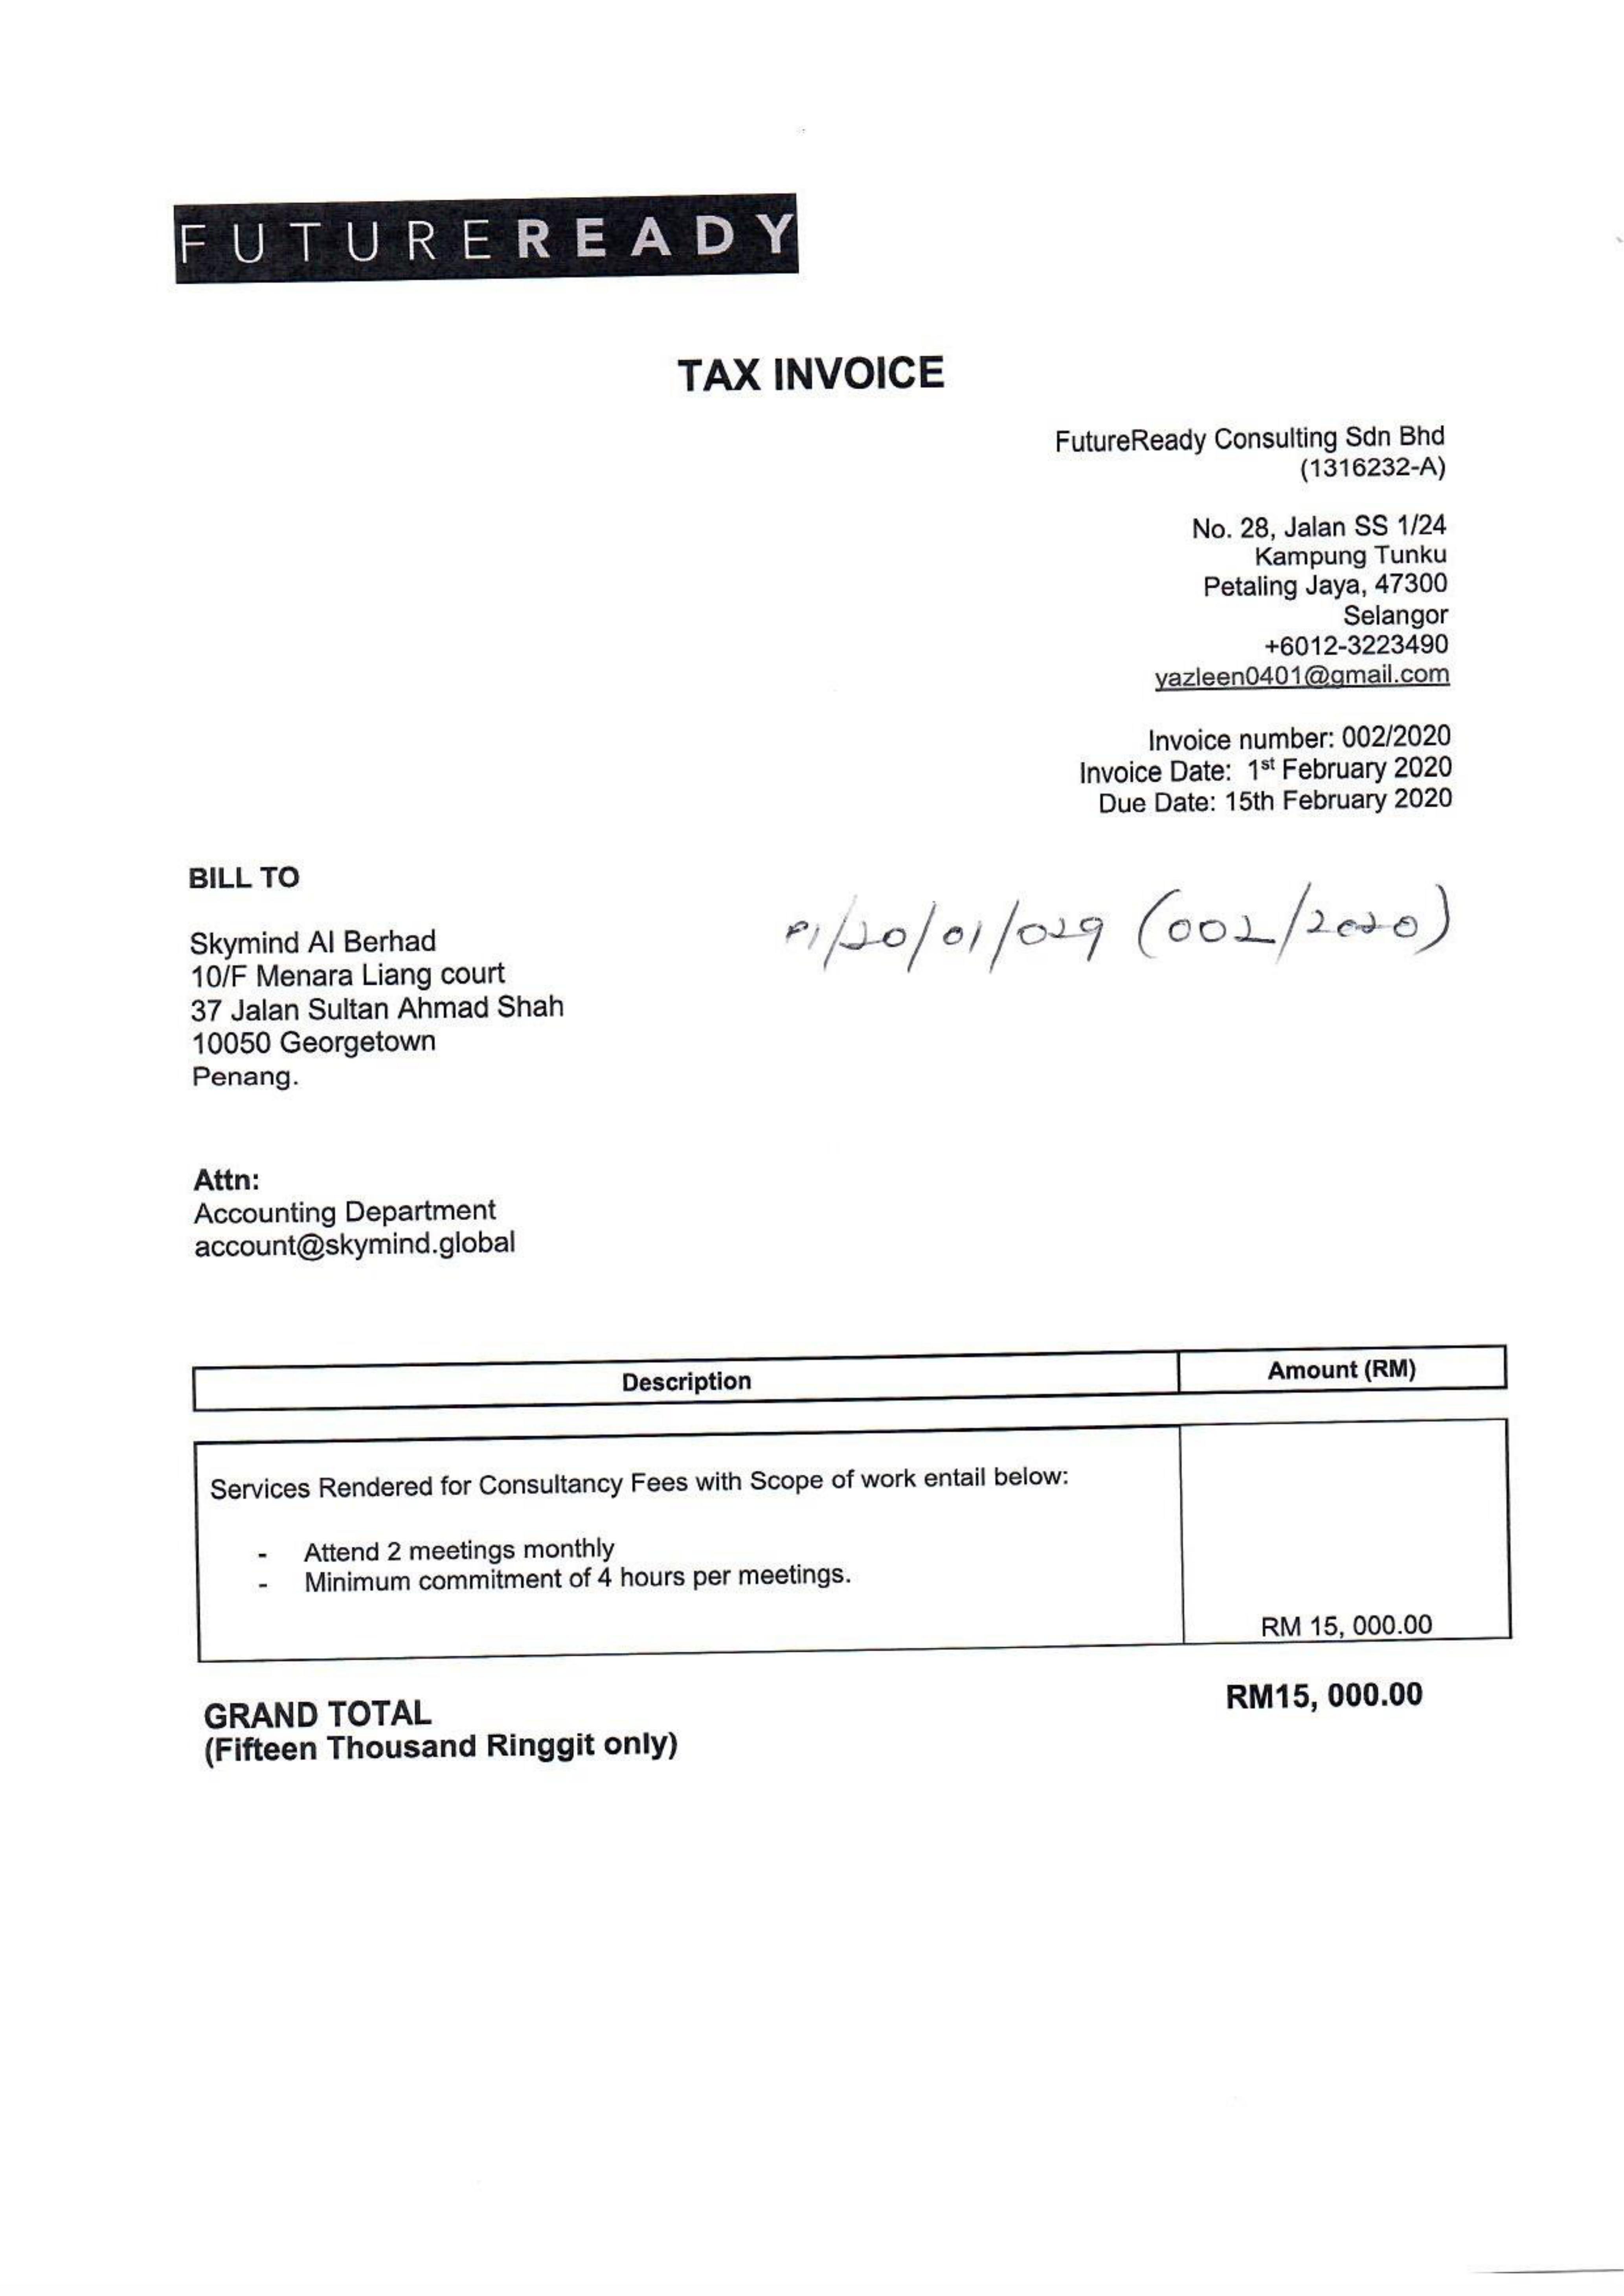 FUTUREREADY
TAX INVOICE
FutureReady Consulting Sdn Bhd
(1316232-A)
No. 28, Jalan SS 1/24
Kampung Tunku
Petaling Jaya, 47300
Selangor
+6012-3223490
yazleen0401@gmail.com
Invoice number: 002/2020
Invoice Date: 1st February 2020
Due Date: 15th February 2020
BILL TO
PI/20/01/029 (002/2020)
Skymind AI Berhad
10/F Menara Liang court
37 Jalan Sultan Ahmad Shah
10050 Georgetown
Penang.
Attn:
Accounting Department
account@skymind.global
Description Amount (RM)
Services Rendered for Consultancy Fees with Scope of work entail below:
- Attend 2 meetings monthly
- Minimum commitment of 4 hours per meetings.
RM 15, 000.00
GRAND TOTAL RM15, 000.00
(Fifteen Thousand Ringgit only)